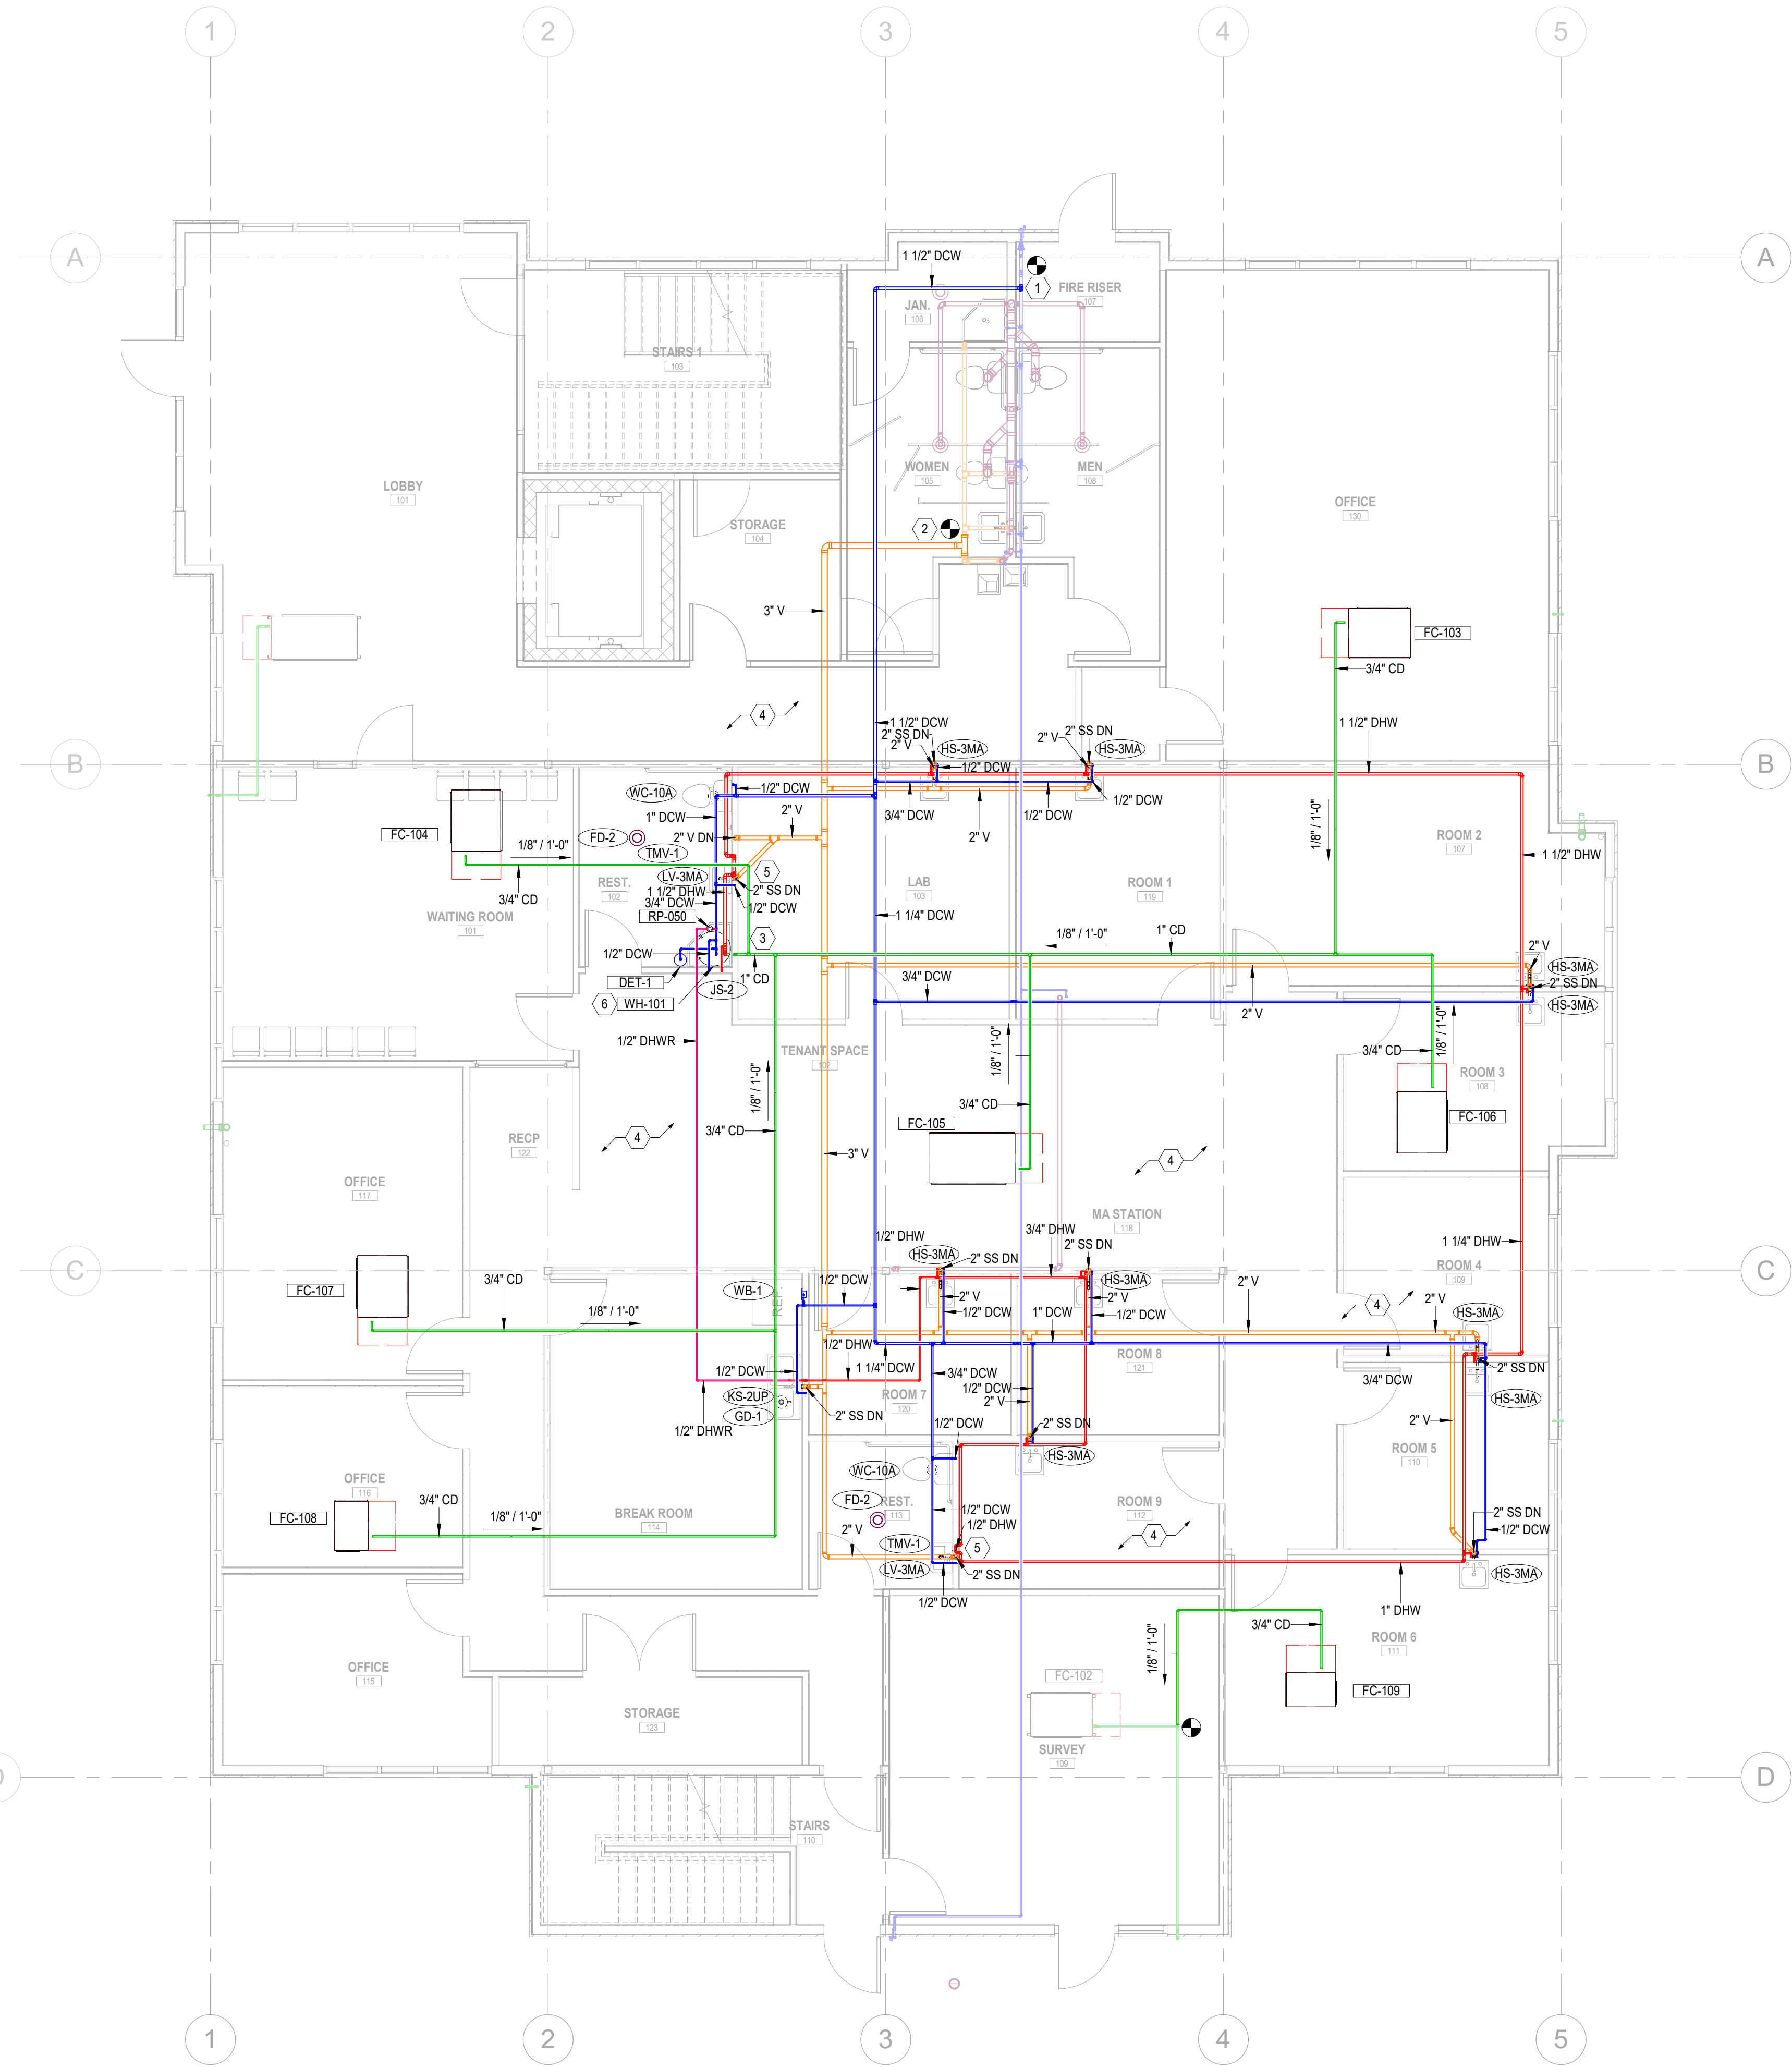 1
2
3
4
5
A
A
1 1/2" DCW
1
FIRE RISER
107
JAN.
106
STAIRS 1
103
WOMEN
105
MEN
108
LOBBY
101
OFFICE
130
STORAGE
104
2
3" V
FC-103
3/4" CD
4
1 1/2" DCW
1 1/2" DHW
2" SS DN
2" V
HS-3MA
2" SS DN
2" V
HS-3MA
B
B
1/2" DCW
WC-10A
1/2" DCW
3/4" DCW
2" V
1/2" DCW
1/2" DCW
1" DCW
2" V
FC-104
FD-2
2" V DN
1/8" / 1'-0"
1/8" / 1'-0"
ROOM 2
107
TMV-1
1 1/2" DHW
5
LV-3MA
REST.
102
1 1/2" DHW
2" SS DN
LAB
103
ROOM 1
119
3/4" CD
3/4" DCW
1/2" DCW
WAITING ROOM
101
RP-050
1 1/4" DCW
3
1/8" / 1'-0"
1" CD
2" V
1/2" DCW
HS-3MA
DET-1
1" CD
3/4" DCW
2" SS DN
JS-2
6
WH-101
HS-3MA
2" V
1/2" DHWR
TENANT SPACE
102
1/8" / 1'-0"
1/8" / 1'-0"
3/4" CD
1/8" / 1'-0"
ROOM 3
108
3/4" CD
FC-105
FC-106
3/4" CD
4
RECP
122
3" V
4
OFFICE
117
MA STATION
118
1/2" DHW
3/4" DHW
2" SS DN
1 1/4" DHW
C
C
HS-3MA
2" SS DN
HS-3MA
ROOM 4
109
3/4" CD
FC-107
WB-1
REF.
1/2" DCW
2" V
2" V
2" V
4
2" V
1/8" / 1'-0"
1/2" DCW
1" DCW
1/2" DCW
HS-3MA
1/2" DHW
ROOM 8
121
1/2" DCW
1 1/4" DCW
3/4" DCW
3/4" DCW
2" SS DN
KS-2UP
ROOM 7
120
1/2" DCW
2" V
HS-3MA
GD-1
2" SS DN
1/2" DCW
2" SS DN
2" V
1/2" DHWR
HS-3MA
ROOM 5
110
WC-10A
OFFICE
116
3/4" CD
FD-2
REST.
113
ROOM 9
112
1/2" DCW
2" SS DN
FC-108
1/8" / 1'-0"
BREAK ROOM
114
2" V
1/2" DHW
4
1/2" DCW
TMV-1
5
LV-3MA
2" SS DN
HS-3MA
1/2" DCW
1" DHW
3/4" CD
1/8" / 1'-0"
ROOM 6
111
OFFICE
115
FC-102
FC-109
STORAGE
123
SURVEY
109
D
D
STAIRS
110
1
2
3
4
5